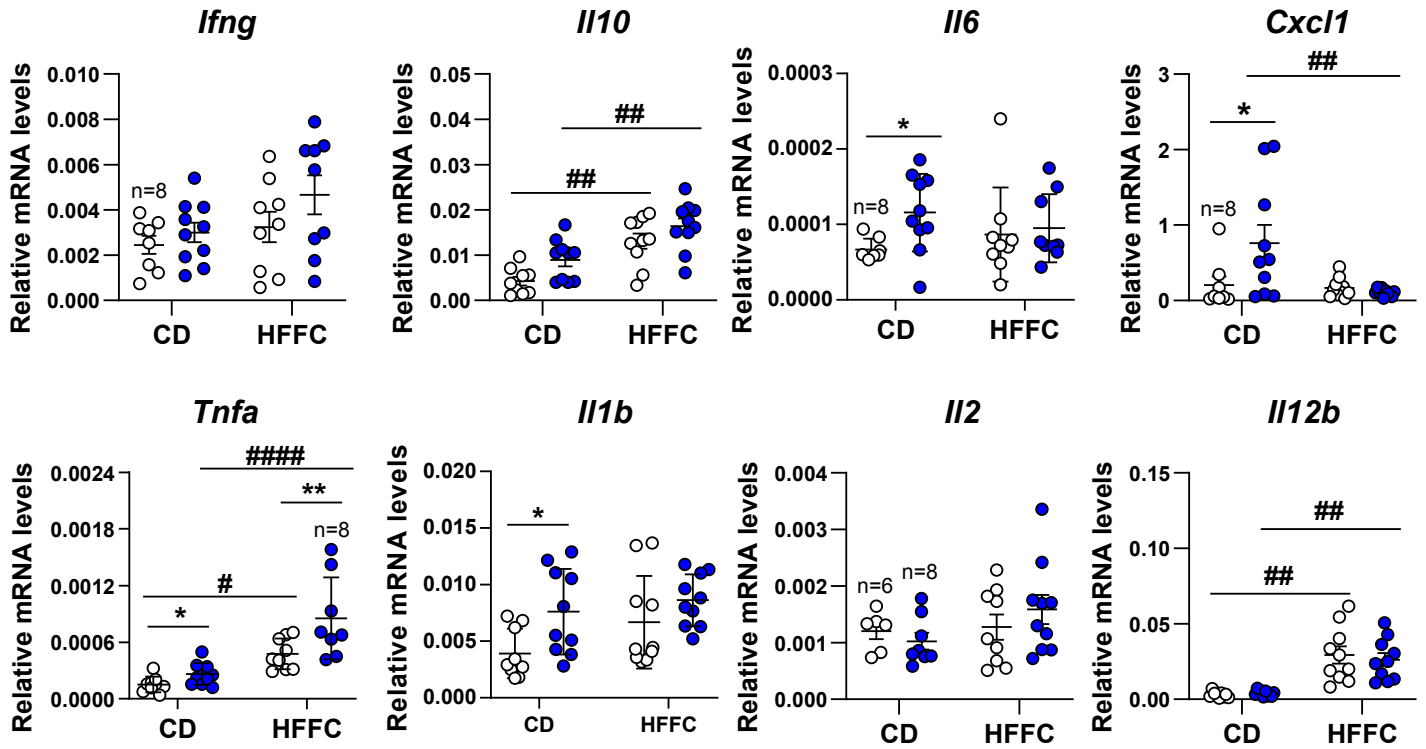 Ifng
Relative mRNA levels
0.010
0.008
0.006
0.004
0.002
0.000
n=8
CD HFFC
Il10
Relative mRNA levels
0.05
0.04
0.03
0.02
0.01
0.00
##
##
CD HFFC
Il6
Relative mRNA levels
0.0003
0.0002
0.0001
0.0000
*
n=8
CD HFFC
Cxcl1
Relative mRNA levels
3
2
1
0
##
*
n=8
CD HFFC
Tnfa
Relative mRNA levels
0.0024
0.0018
0.0012
0.0006
0.0000
####
**
n=8
#
*
CD HFFC
Il1b
Relative mRNA levels
0.020
0.015
0.010
0.005
0.000
*
CD HFFC
Il2
Relative mRNA levels
0.004
0.003
0.002
0.001
0.000
n=6 n=8
CD HFFC
Il12b
Relative mRNA levels
0.15
0.10
0.05
0.00
##
##
CD HFFC